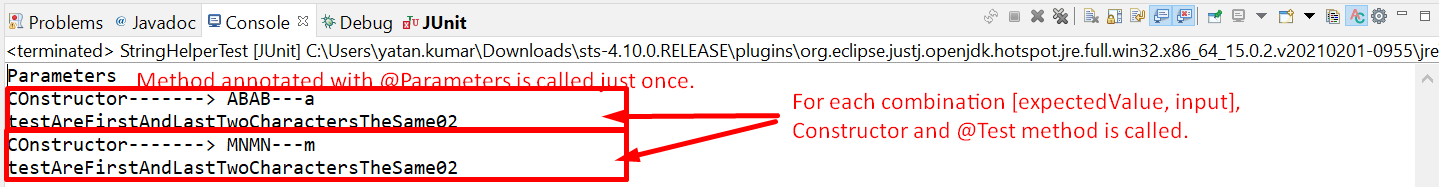 Problems @ Javadoc Console Debug JUnit
<terminated> StringHelperTest [JUnit] C:\Users\yatan.kumar\Downloads\sts-4.10.0.RELEASE\plugins\org.eclipse.justj.openjdk.hotspot.jre.full.win32.x86_64_15.0.2.v20210201-0955\jre
Parameters Method annotated with @Parameters is called just once.
COnstructor-------> ABAB---a
testAreFirstAndLastTwoCharactersTheSame02
COnstructor-------> MNMN---m
testAreFirstAndLastTwoCharactersTheSame02
For each combination [expectedValue, input],
Constructor and @Test method is called.